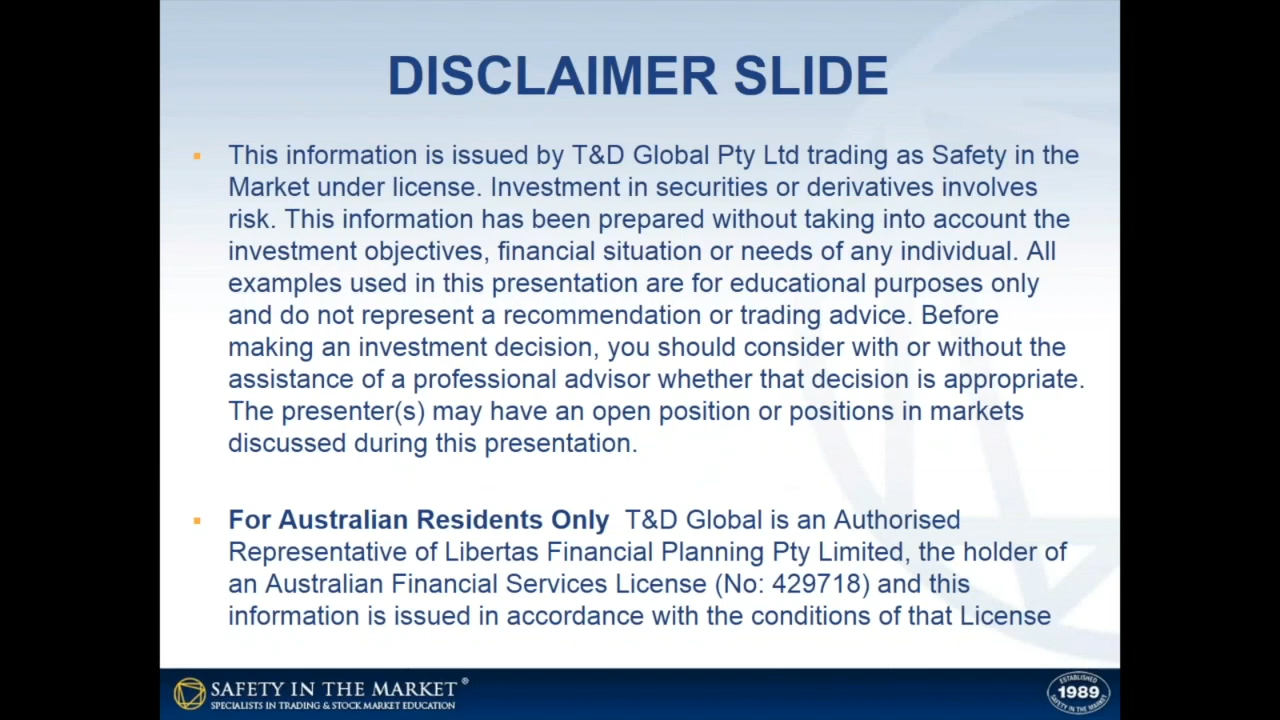 DISCLAIMER SLIDE
This information is issued by T&D Global Pty Ltd trading as Safety in the
Market under license. Investment in securities or derivatives involves
risk. This information has been prepared without taking into account the
investment objectives, financial situation or needs of any individual. All
examples used in this presentation are for educational purposes only
and do not represent a recommendation or trading advice. Before
making an investment decision, you should consider with or without the
assistance of a professional advisor whether that decision is appropriate.
The presenter(s) may have an open position or positions in markets
discussed during this presentation.
For Australian Residents Only T&D Global is an Authorised
Representative of Libertas Financial Planning Pty Limited, the holder of
an Australian Financial Services License (No: 429718) and this
information is issued in accordance with the conditions of that License
SAFETY IN THE MARKET®
SPECIALISTS IN TRADING & STOCK MARKET EDUCATION
ESTABLISHED
1989
SAFETY IN THE MARKET